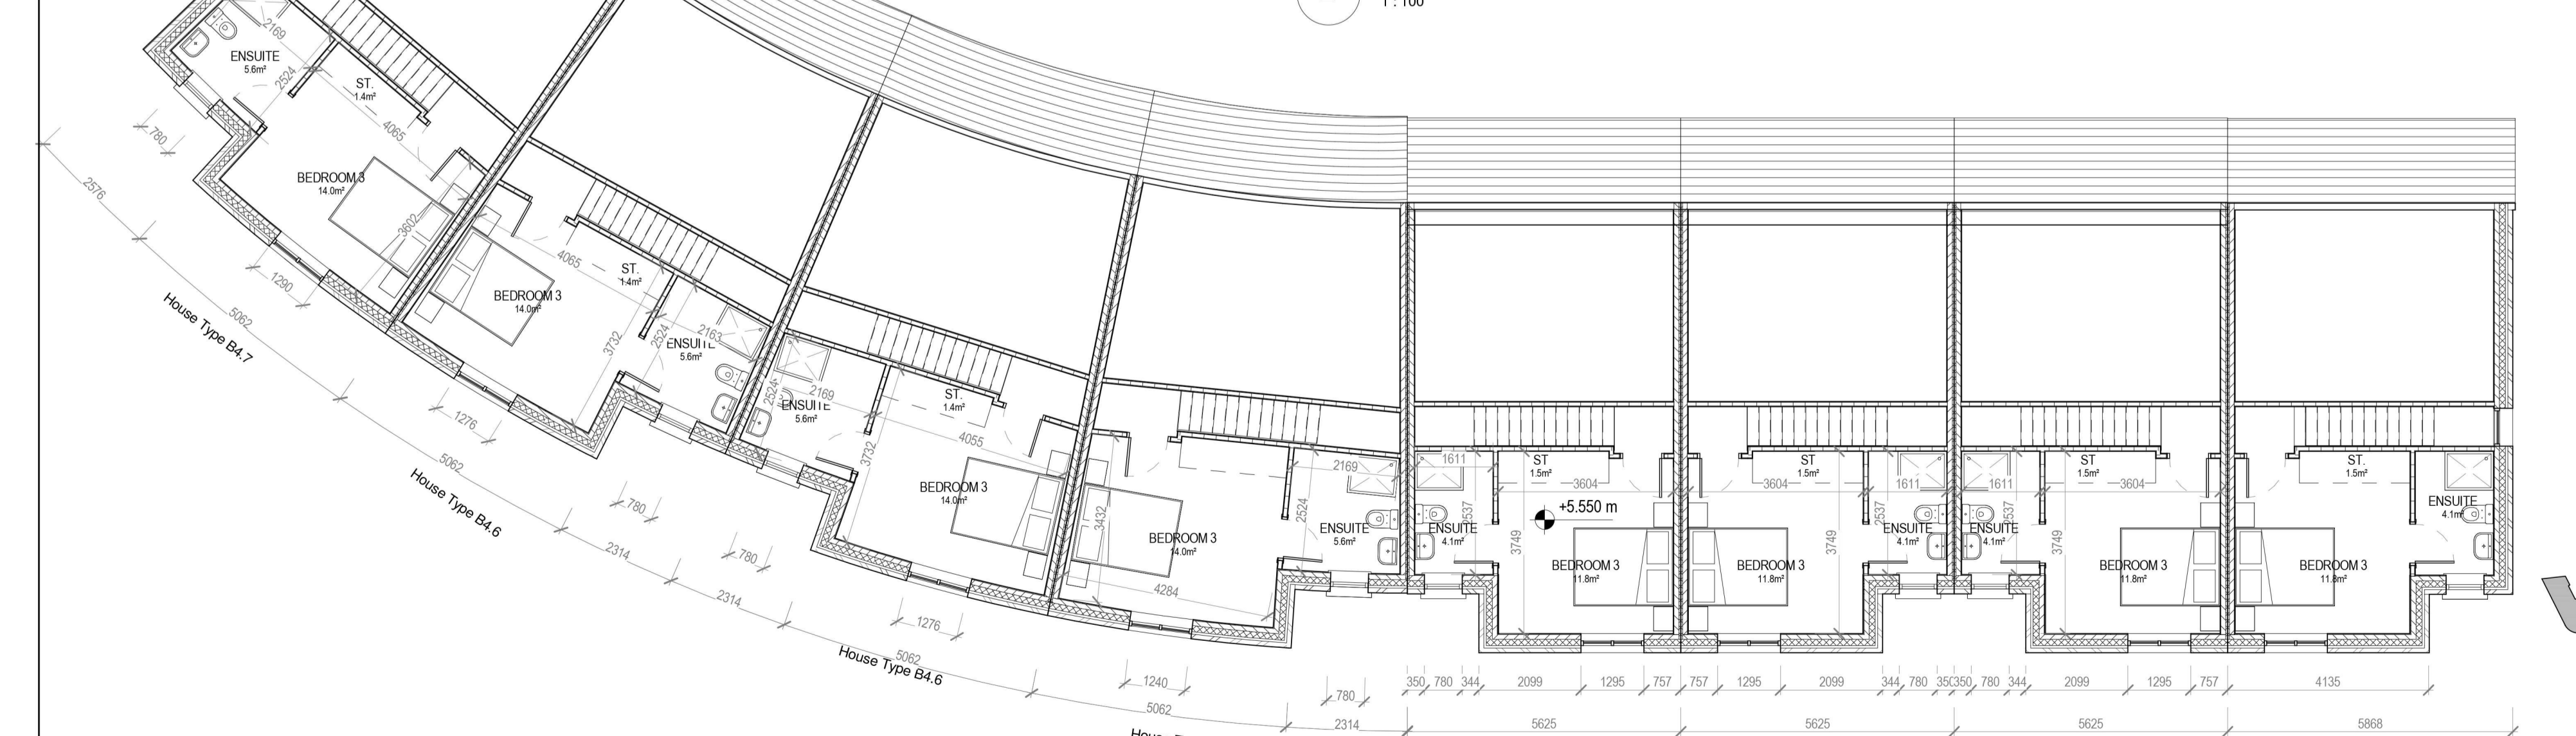 1 : 100
2169
ENSUITE
5.6m²
2524
ST.
1.4m²
4065
780
BEDROOM 3
14.0m²
3602
2576
1290
5062
House Type B4.7
4065
ST.
1.4m²
BEDROOM 3
14.0m²
3732
2524
2163
ENSUITE
5.6m²
1276
5062
House Type B4.6
780
2314
2524
2169
ENSUITE
5.6m²
ST.
1.4m²
3732
4055
BEDROOM 3
14.0m²
780
2314
1276
5062
House Type B4.6
3432
BEDROOM 3
14.0m²
4284
2524
2169
ENSUITE
5.6m²
1240
780
5062
2314
1611
ST
1.5m²
3604
+5.550 m
2537
ENSUITE
4.1m²
3749
BEDROOM 3
11.8m²
ST
1.5m²
3604
1611
2537
ENSUITE
4.1m²
3749
BEDROOM 3
11.8m²
1611
ST
1.5m²
3604
2537
ENSUITE
4.1m²
3749
BEDROOM 3
11.8m²
ST.
1.5m²
ENSUITE
4.1m²
BEDROOM 3
11.8m²
350 780 344 2099 1295 757 757 1295 2099 344 780 350 350 780 344 2099 1295 757 4135
5625 5625 5625 5868